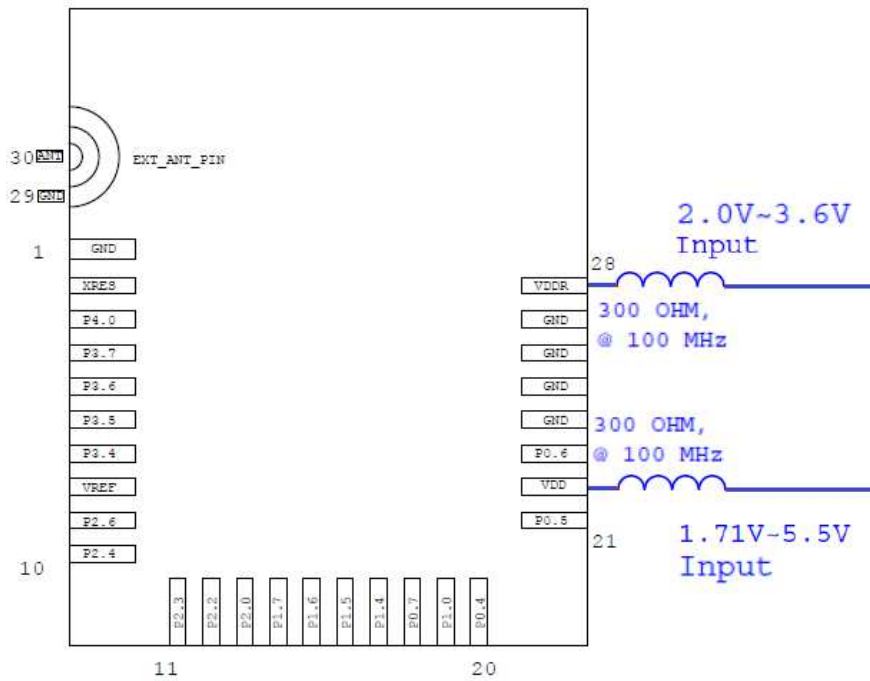 30 ANT
EXT_ANT_PIN
29 GND
1 GND
XRES
P4.0
P3.7
P3.6
P3.5
P3.4
VREF
P2.6
P2.4
10
P2.3
P2.2
P2.0
P1.7
P1.6
P1.5
P1.4
P0.7
P1.0
P0.4
11
20
2.0V~3.6V
Input
28
VDDR
GND
GND
GND
GND
P0.6
VDD
P0.5
21
300 OHM,
@ 100 MHz
300 OHM,
@ 100 MHz
1.71V~5.5V
Input